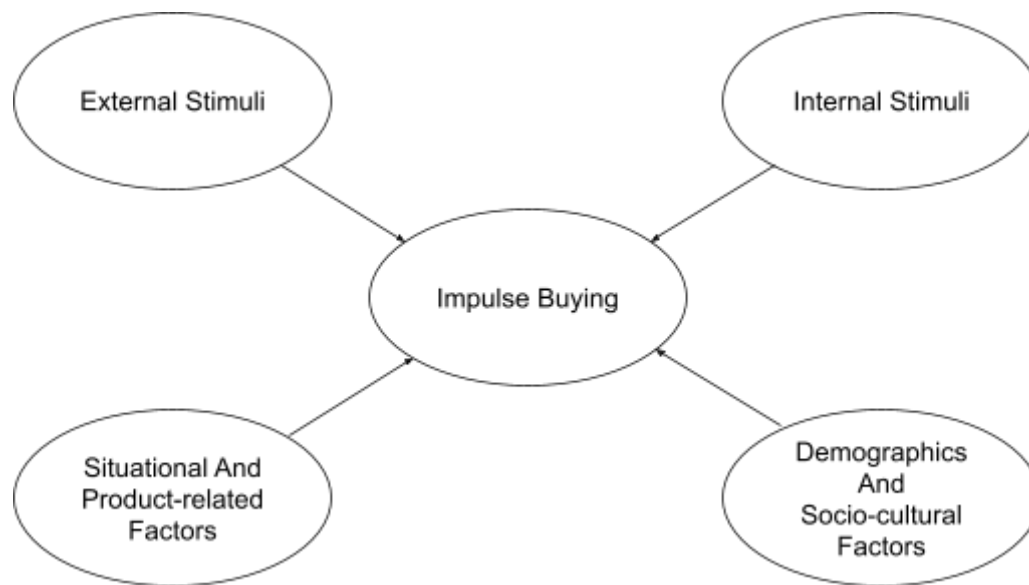 External Stimuli
Internal Stimuli
Impulse Buying
Situational And
Product-related
Factors
Demographics
And
Socio-cultural
Factors